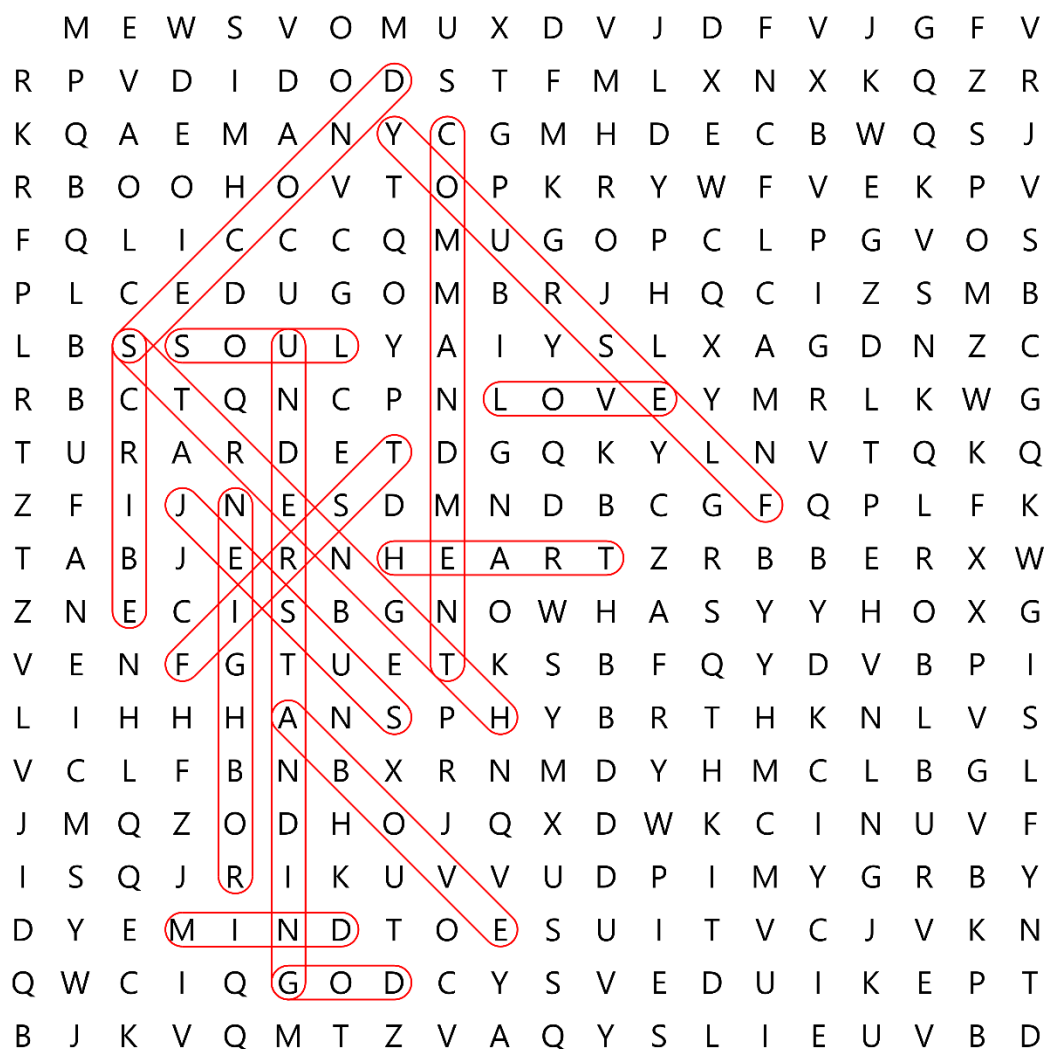 M E W S V O M U X D V J D F V J G F V
R P V D I D O D S T F M L X N X K Q Z R
K Q A E M A N Y C G M H D E C B W Q S J
R B O O H O V T O P K R Y W F V E K P V
F Q L I C C C Q M U G O P C L P G V O S
P L C E D U G O M B R J H Q C I Z S M B
L B S S O U L Y A I Y S L X A G D N Z C
R B C T Q N C P N L O V E Y M R L K W G
T U R A R D E T D G Q K Y L N V T Q K Q
Z F I J N E S D M N D B C G F Q P L F K
T A B J E R N H E A R T Z R B B E R X W
Z N E C I S B G N O W H A S Y Y H O X G
V E N F G T U E T K S B F Q Y D V B P I
L I H H H A N S P H Y B R T H K N L V S
V C L F B N B X R N M D Y H M C L B G L
J M Q Z O D H O J Q X D W K C I N U V F
I S Q J R I K U V V U D P I M Y G R B Y
D Y E M I N D T O E S U I T V C J V K N
Q W C I Q G O D C Y S V E D U I K E P T
B J K V Q M T Z V A Q Y S L I E U V B D